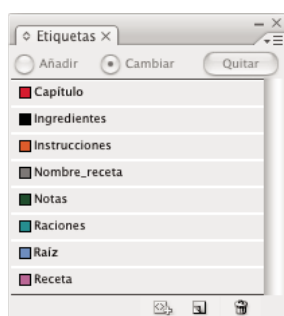 Etiquetas
Añadir Cambiar Quitar
Capítulo
Ingredientes
Instrucciones
Nombre_receta
Notas
Raciones
Raíz
Receta